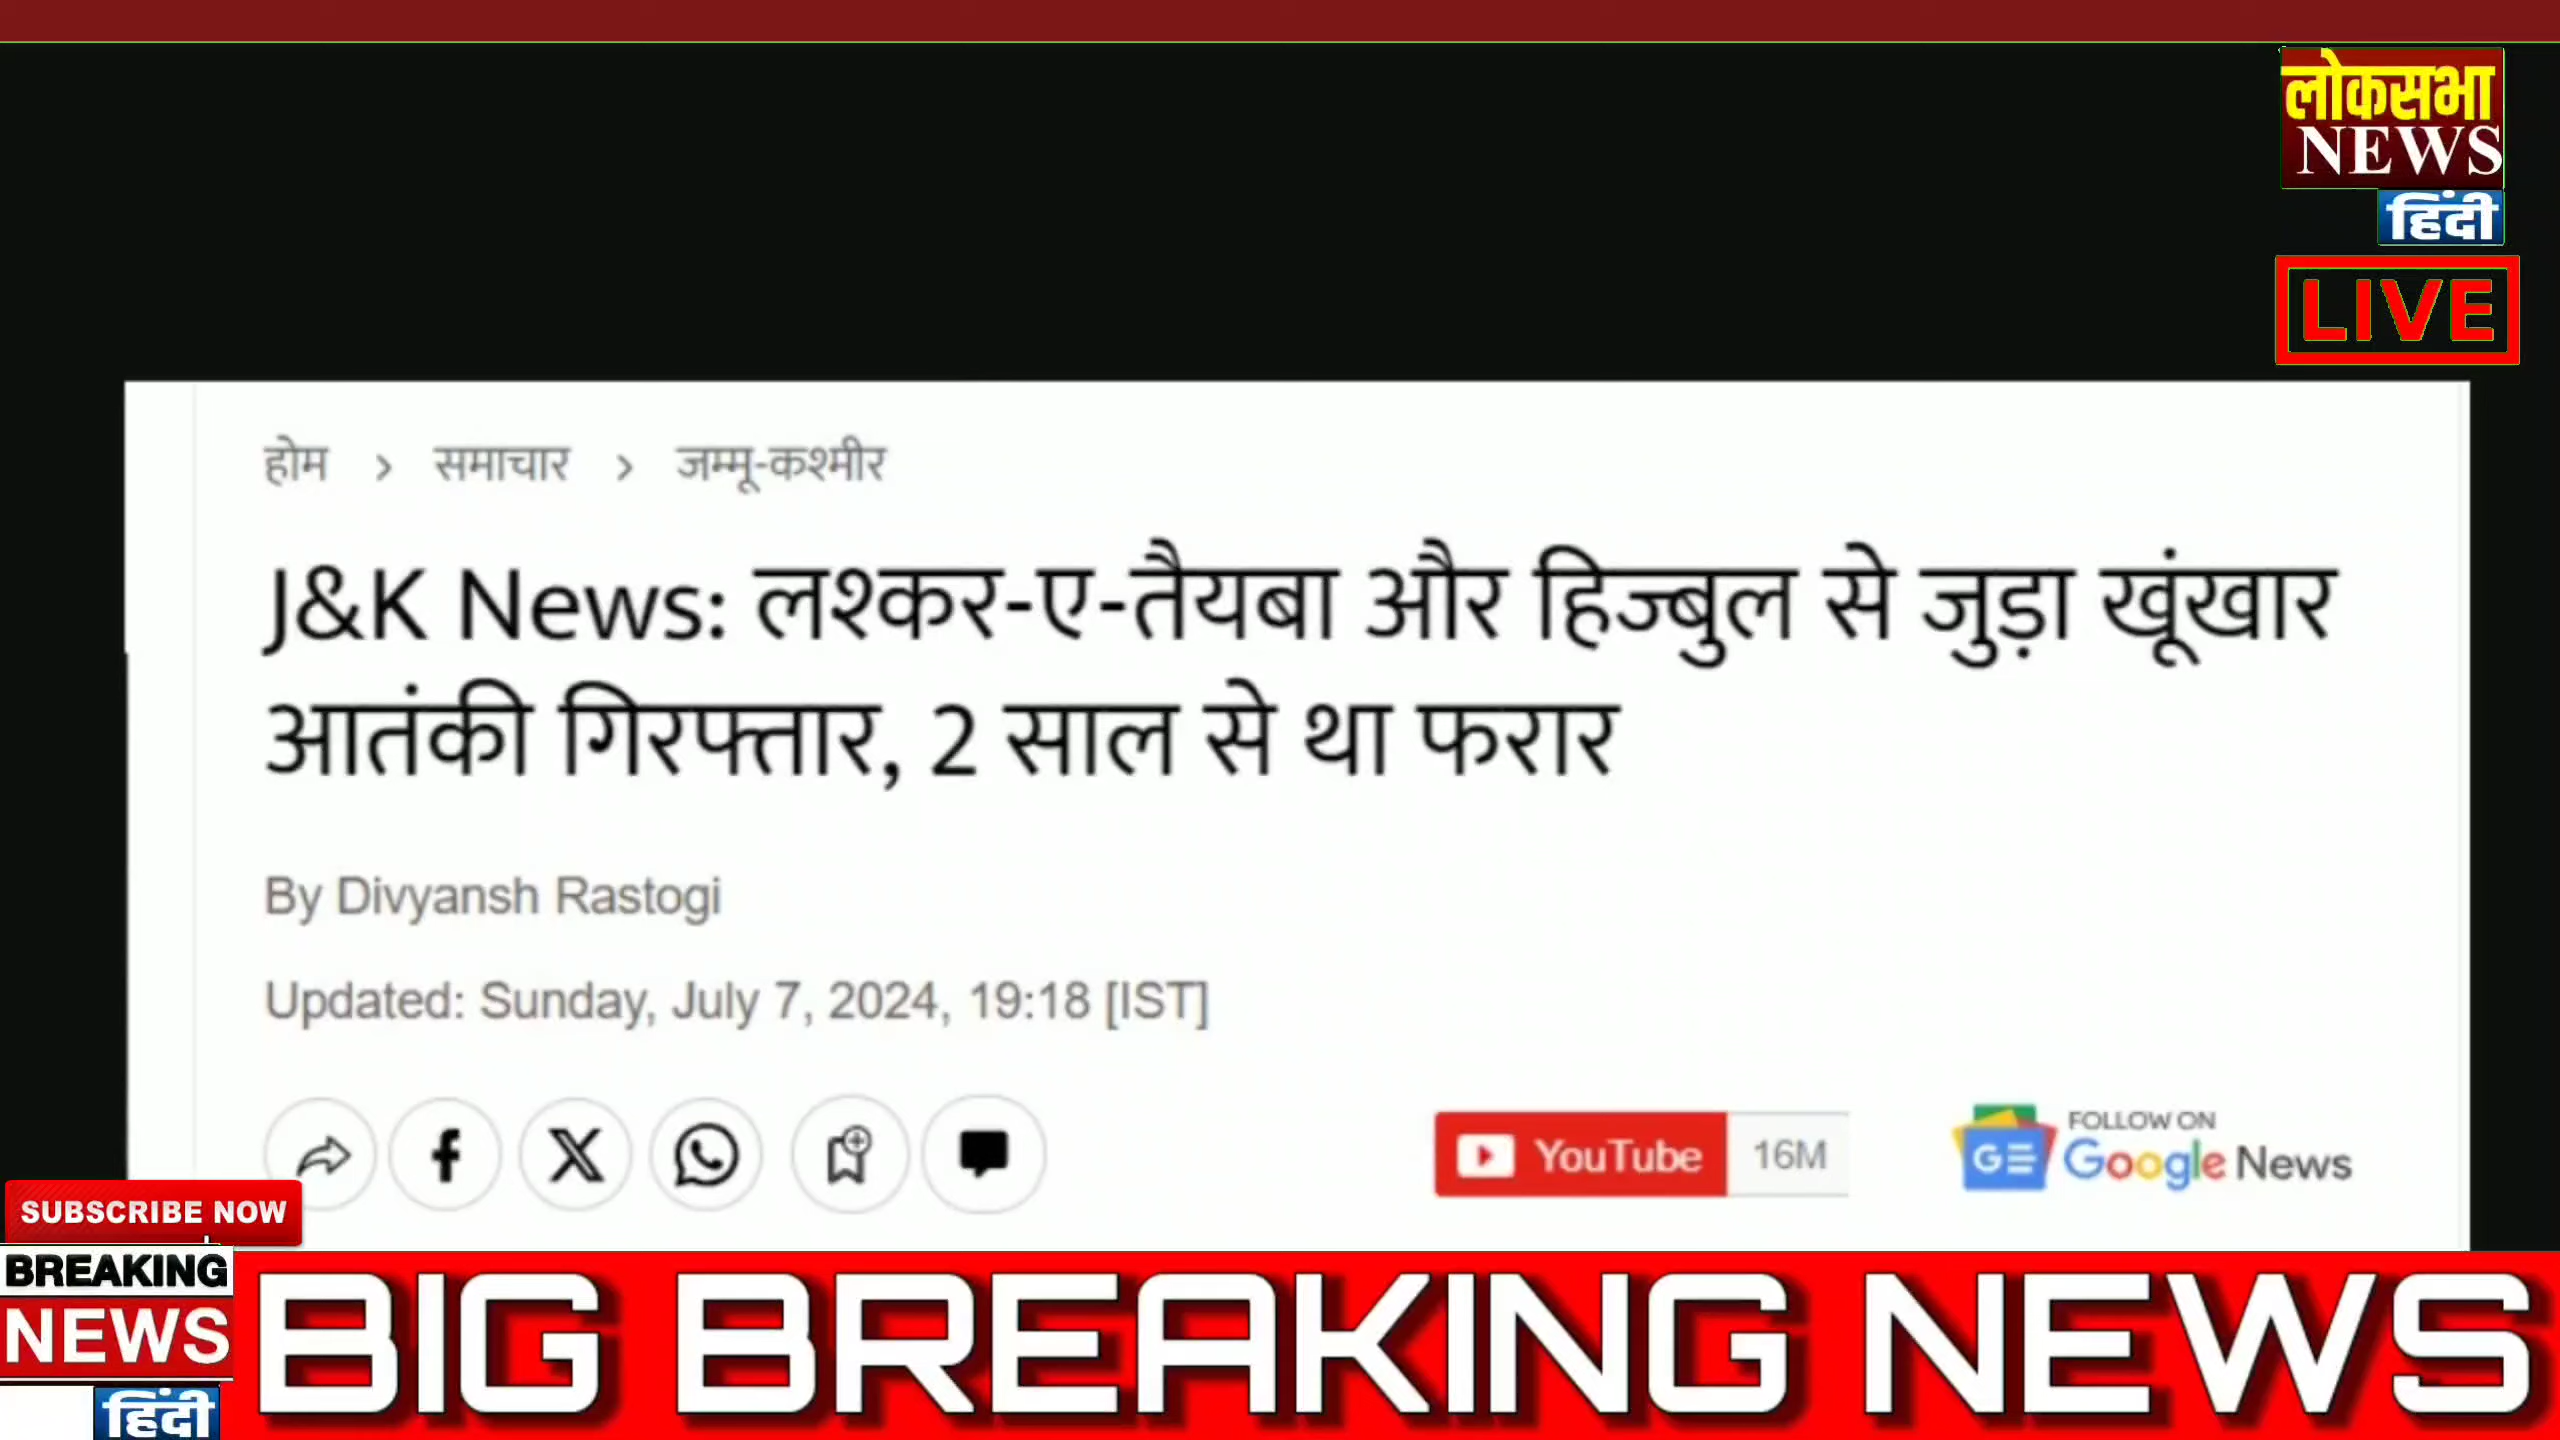 लोकसभा
NEWS
हिंदी
LIVE
होम > समाचार > जम्मू-कश्मीर
J&K News: लश्कर-ए-तैयबा और हिज्बुल से जुड़ा खूंखार
आतंकी गिरफ्तार, 2 साल से था फरार
By Divyansh Rastogi
Updated: Sunday, July 7, 2024, 19:18 [IST]
YouTube 16M
FOLLOW ON
Google News
SUBSCRIBE NOW
BREAKING
NEWS
हिंदी
BIG BREAKING NEWS